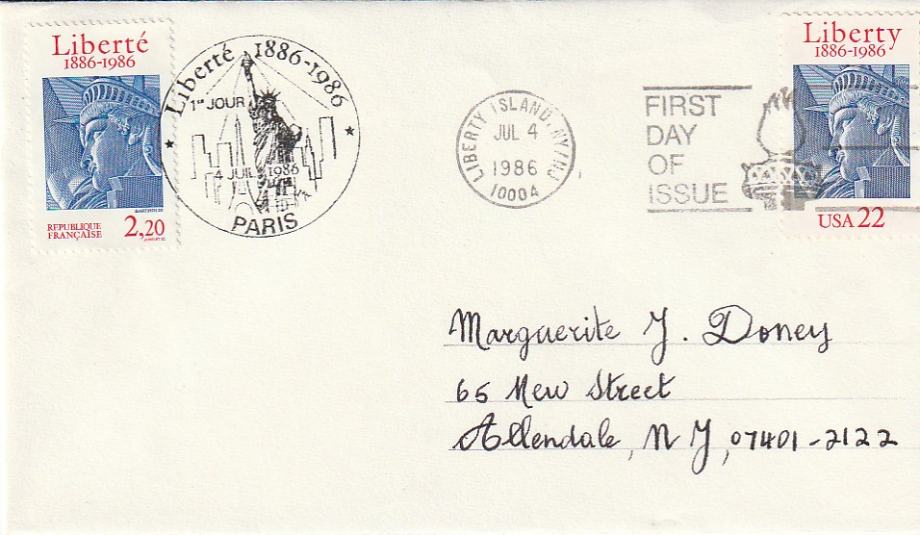 Liberté
1886-1986
REPUBLIQUE
FRANÇAISE
2,20
Liberté 1886-1986
1er JOUR
4 JUIL 1986
PARIS
LIBERTY ISLAND, NY/NJ
JUL 4
1986
10004
FIRST
DAY
OF
ISSUE
Liberty
1886-1986
USA 22
Marguerite J. Doney
65 New Street
Allendale, N J, 07401-2122